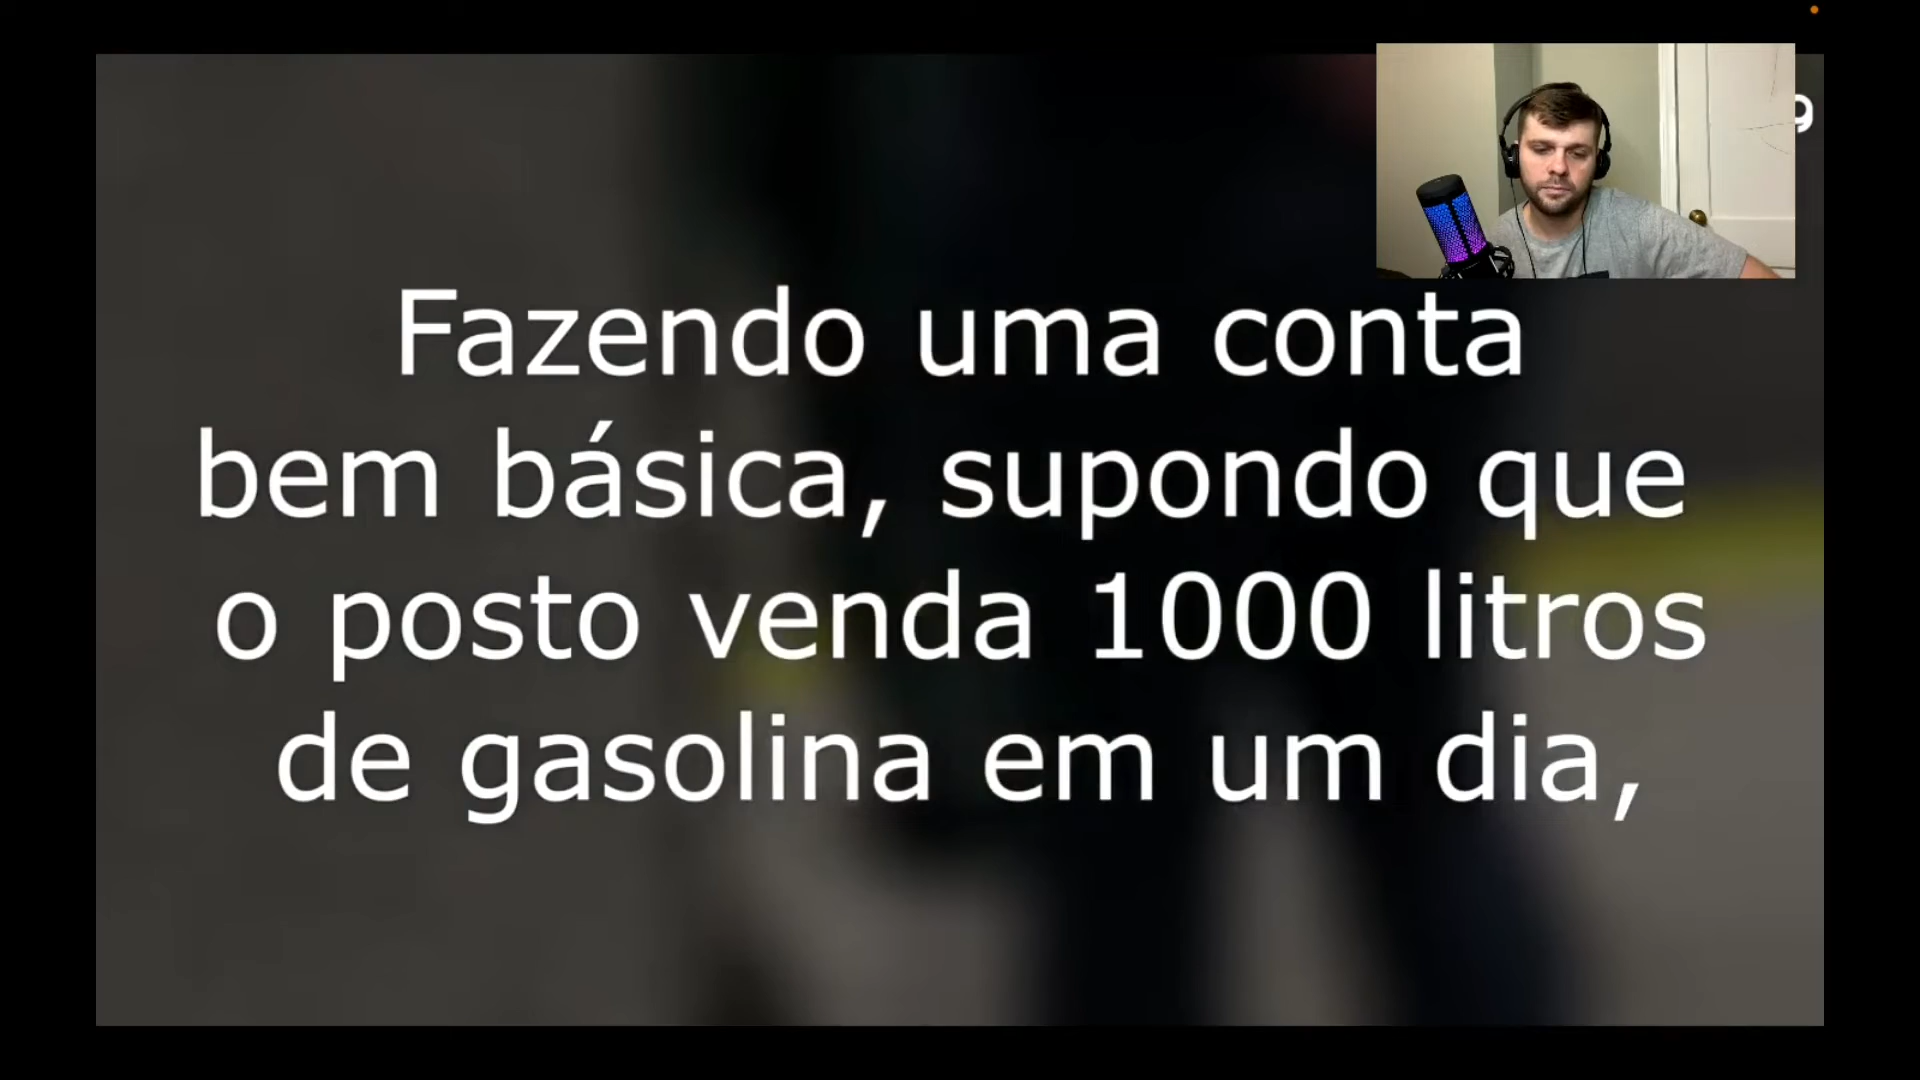 Fazendo uma conta
bem básica, supondo que
o posto venda 1000 litros
de gasolina em um dia,